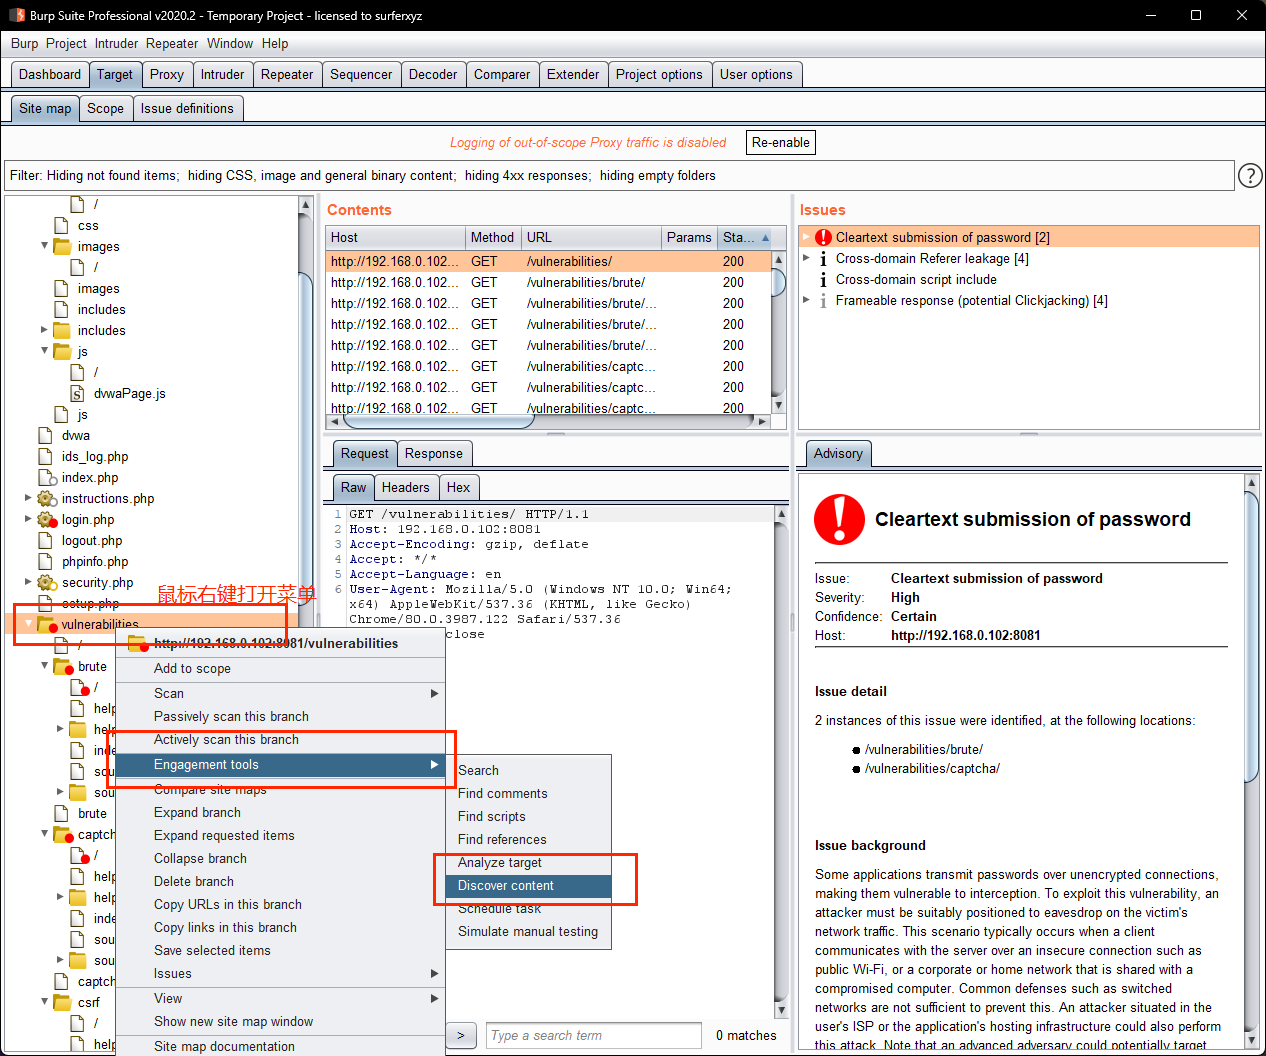 Burp Suite Professional v2020.2 - Temporary Project - licensed to surferxyz
Burp Project Intruder Repeater Window Help
Dashboard Target Proxy Intruder Repeater Sequencer Decoder Comparer Extender Project options User options
Site map Scope Issue definitions
Logging of out-of-scope Proxy traffic is disabled Re-enable
Filter: Hiding not found items; hiding CSS, image and general binary content; hiding 4xx responses; hiding empty folders ?
/
css
images
/
images
includes
includes
js
/
dvwaPage.js
js
dvwa
ids_log.php
index.php
instructions.php
login.php
logout.php
phpinfo.php
security.php
setup.php
鼠标右键打开菜单
vulnerabilities
/
brute
/
help
help
inde
sou
sou
brute
captch
/
help
help
inde
sou
sou
captch
csrf
/
help
http://192.168.0.102:8081/vulnerabilities
Add to scope
Scan
Passively scan this branch
Actively scan this branch
Engagement tools
Compare site maps
Expand branch
Expand requested items
Collapse branch
Delete branch
Copy URLs in this branch
Copy links in this branch
Save selected items
Issues
View
Show new site map window
Site map documentation
Search
Find comments
Find scripts
Find references
Analyze target
Discover content
Schedule task
Simulate manual testing
Contents
Host Method URL Params Sta...
http://192.168.0.102... GET /vulnerabilities/ 200
http://192.168.0.102... GET /vulnerabilities/brute/ 200
http://192.168.0.102... GET /vulnerabilities/brute/... 200
http://192.168.0.102... GET /vulnerabilities/brute/... 200
http://192.168.0.102... GET /vulnerabilities/captc... 200
http://192.168.0.102... GET /vulnerabilities/captc... 200
http://192.168.0.102... GET /vulnerabilities/captc... 200
http://192.168.0.102... GET /vulnerabilities/captc... 200
Request Response
Raw Headers Hex
1 GET /vulnerabilities/ HTTP/1.1
2 Host: 192.168.0.102:8081
3 Accept-Encoding: gzip, deflate
4 Accept: */*
5 Accept-Language: en
6 User-Agent: Mozilla/5.0 (Windows NT 10.0; Win64;
x64) AppleWebKit/537.36 (KHTML, like Gecko)
Chrome/80.0.3987.122 Safari/537.36
close
> Type a search term 0 matches
Issues
Cleartext submission of password [2]
Cross-domain Referer leakage [4]
Cross-domain script include
Frameable response (potential Clickjacking) [4]
Advisory
Cleartext submission of password
Issue: Cleartext submission of password
Severity: High
Confidence: Certain
Host: http://192.168.0.102:8081
Issue detail
2 instances of this issue were identified, at the following locations:
/vulnerabilities/brute/
/vulnerabilities/captcha/
Issue background
Some applications transmit passwords over unencrypted connections,
making them vulnerable to interception. To exploit this vulnerability, an
attacker must be suitably positioned to eavesdrop on the victim's
network traffic. This scenario typically occurs when a client
communicates with the server over an insecure connection such as
public Wi-Fi, or a corporate or home network that is shared with a
compromised computer. Common defenses such as switched
networks are not sufficient to prevent this. An attacker situated in the
user's ISP or the application's hosting infrastructure could also perform
this attack. Note that an advanced adversary could potentially target